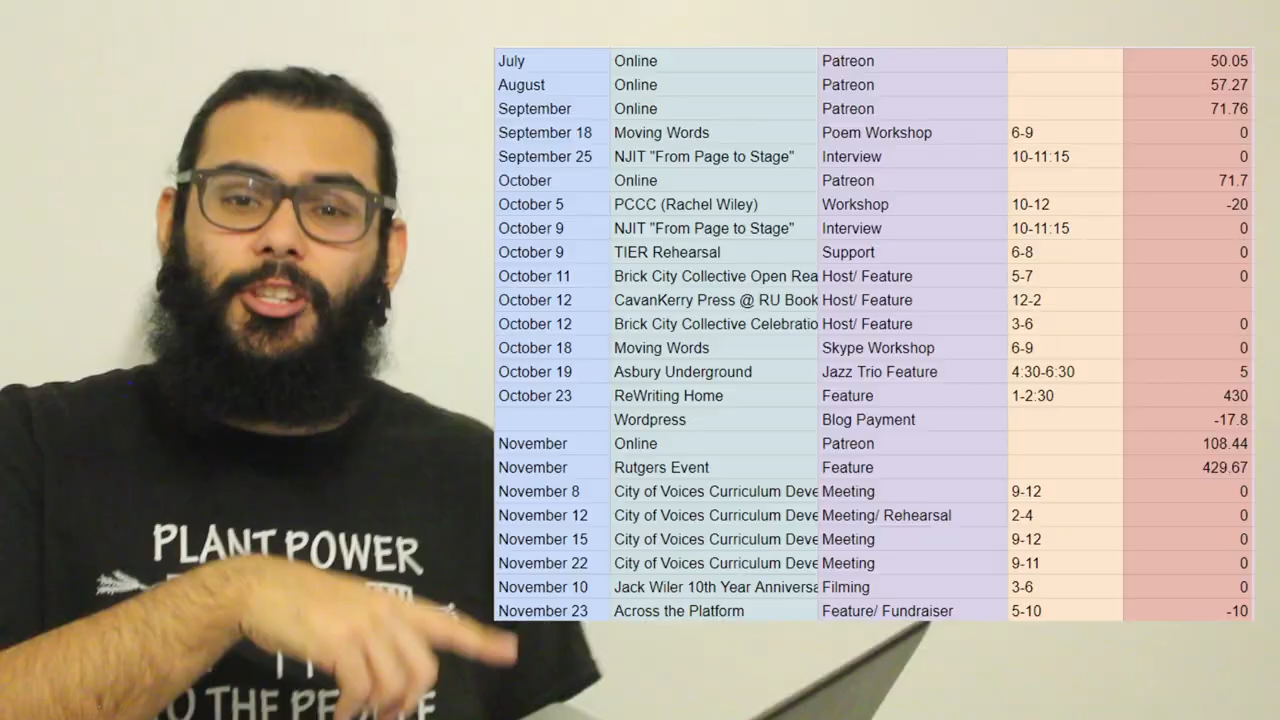 July Online Patreon 50.05
August Online Patreon 57.27
September Online Patreon 71.76
September 18 Moving Words Poem Workshop 6-9 0
September 25 NJIT "From Page to Stage" Interview 10-11:15 0
October Online Patreon 71.7
October 5 PCCC (Rachel Wiley) Workshop 10-12 -20
October 9 NJIT "From Page to Stage" Interview 10-11:15 0
October 9 TIER Rehearsal Support 6-8 0
October 11 Brick City Collective Open Rea Host/ Feature 5-7 0
October 12 CavanKerry Press @ RU Book Host/ Feature 12-2
October 12 Brick City Collective Celebratio Host/ Feature 3-6 0
October 18 Moving Words Skype Workshop 6-9 0
October 19 Asbury Underground Jazz Trio Feature 4:30-6:30 5
October 23 ReWriting Home Feature 1-2:30 430
Wordpress Blog Payment -17.8
November Online Patreon 108.44
November Rutgers Event Feature 429.67
November 8 City of Voices Curriculum Deve Meeting 9-12 0
November 12 City of Voices Curriculum Deve Meeting/ Rehearsal 2-4 0
November 15 City of Voices Curriculum Deve Meeting 9-12 0
November 22 City of Voices Curriculum Deve Meeting 9-11 0
November 10 Jack Wiler 10th Year Anniversa Filming 3-6 0
November 23 Across the Platform Feature/ Fundraiser 5-10 -10
PLANT POWER
TO THE PEOPLE